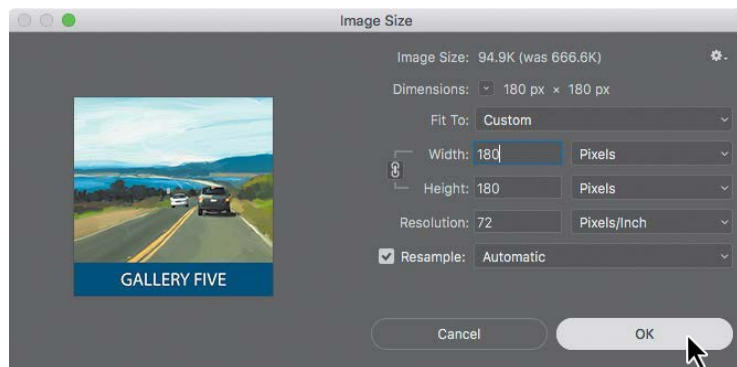 Image Size
Image Size: 94.9K (was 666.6K)
Dimensions: 180 px × 180 px
Fit To: Custom
Width: 180 Pixels
Height: 180 Pixels
Resolution: 72 Pixels/Inch
Resample: Automatic
GALLERY FIVE
Cancel OK